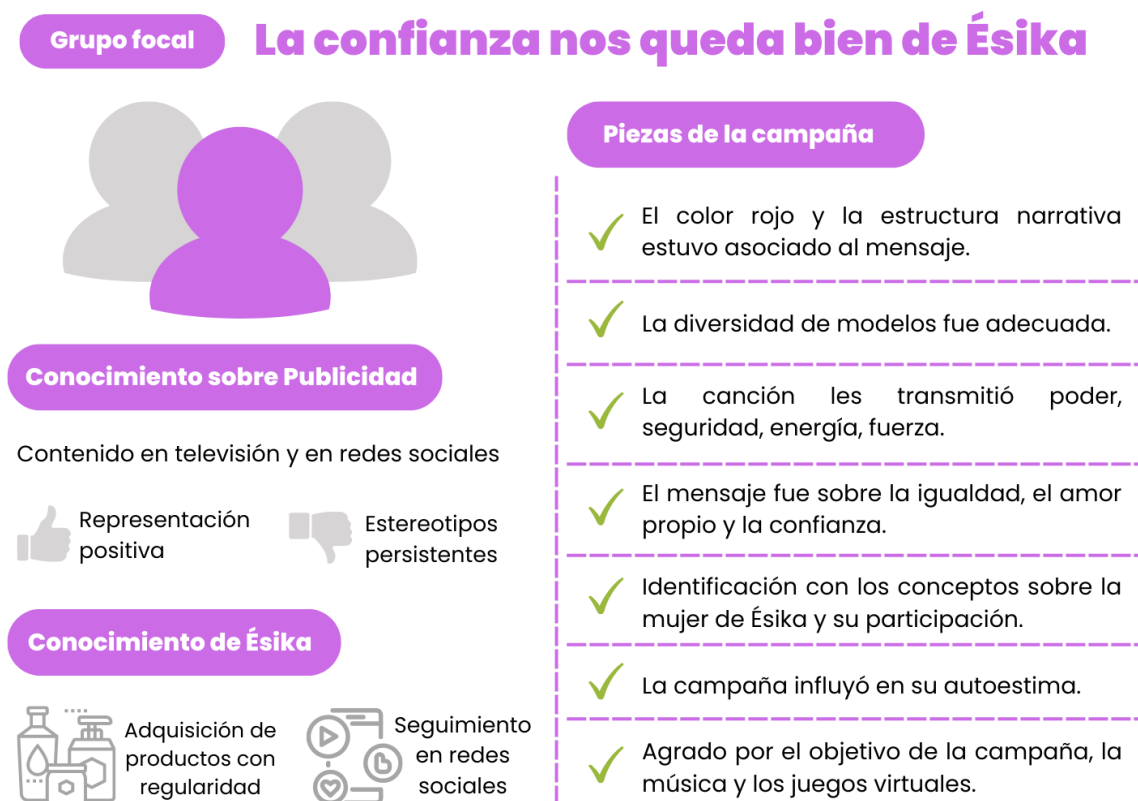 Grupo focal
La confianza nos queda bien de Ésika
Conocimiento sobre Publicidad
Contenido en televisión y en redes sociales
Representación
positiva
Estereotipos
persistentes
Conocimiento de Ésika
Adquisición de
productos con
regularidad
Seguimiento
en redes
sociales
Piezas de la campaña
El color rojo y la estructura narrativa
estuvo asociado al mensaje.
La diversidad de modelos fue adecuada.
La canción les transmitió poder,
seguridad, energía, fuerza.
El mensaje fue sobre la igualdad, el amor
propio y la confianza.
Identificación con los conceptos sobre la
mujer de Ésika y su participación.
La campaña influyó en su autoestima.
Agrado por el objetivo de la campaña, la
música y los juegos virtuales.